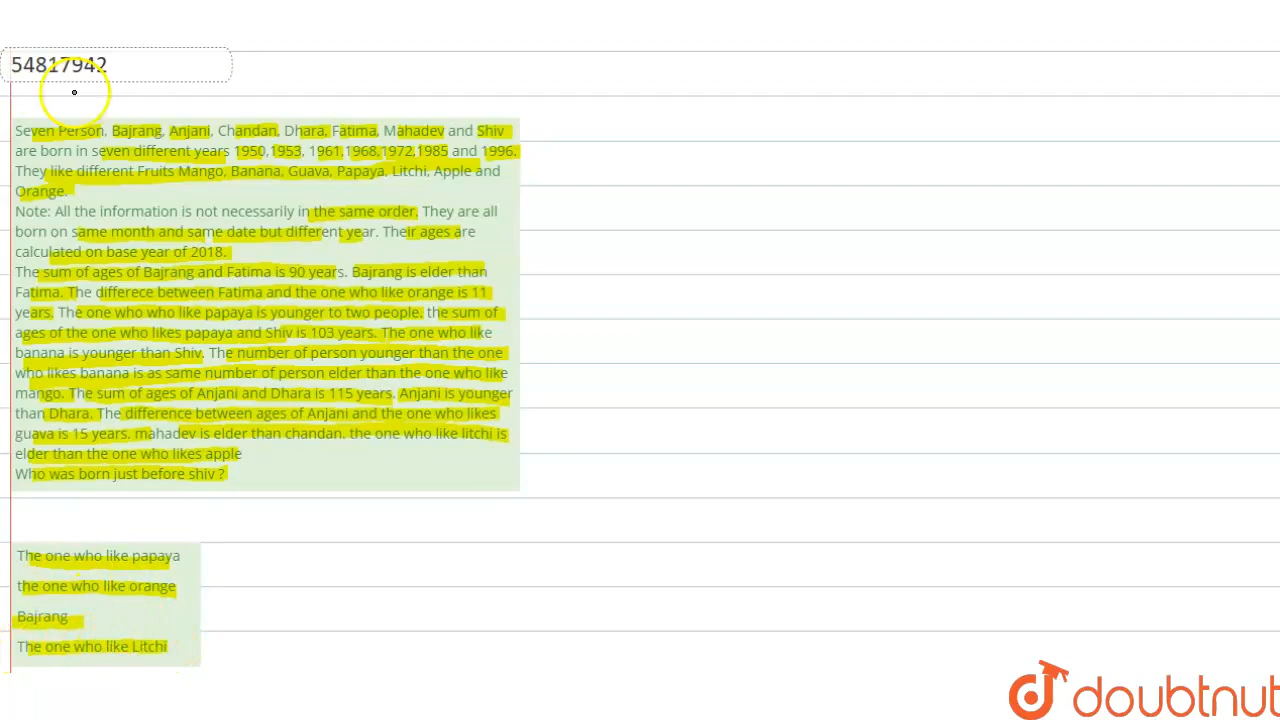 54817942
Seven Person, Bajrang, Anjani, Chandan, Dhara, Fatima, Mahadev and Shiv
are born in seven different years 1950,1953, 1961,1968,1972,1985 and 1996.
They like different Fruits Mango, Banana, Guava, Papaya, Litchi, Apple and
Orange.
Note: All the information is not necessarily in the same order. They are all
born on same month and same date but different year. Their ages are
calculated on base year of 2018.
The sum of ages of Bajrang and Fatima is 90 years. Bajrang is elder than
Fatima. The differece between Fatima and the one who like orange is 11
years. The one who who like papaya is younger to two people. the sum of
ages of the one who likes papaya and Shiv is 103 years. The one who like
banana is younger than Shiv. The number of person younger than the one
who likes banana is as same number of person elder than the one who like
mango. The sum of ages of Anjani and Dhara is 115 years. Anjani is younger
than Dhara. The difference between ages of Anjani and the one who likes
guava is 15 years. mahadev is elder than chandan. the one who like litchi is
elder than the one who likes apple
Who was born just before shiv ?
The one who like papaya
the one who like orange
Bajrang
The one who like Litchi
doubtnut